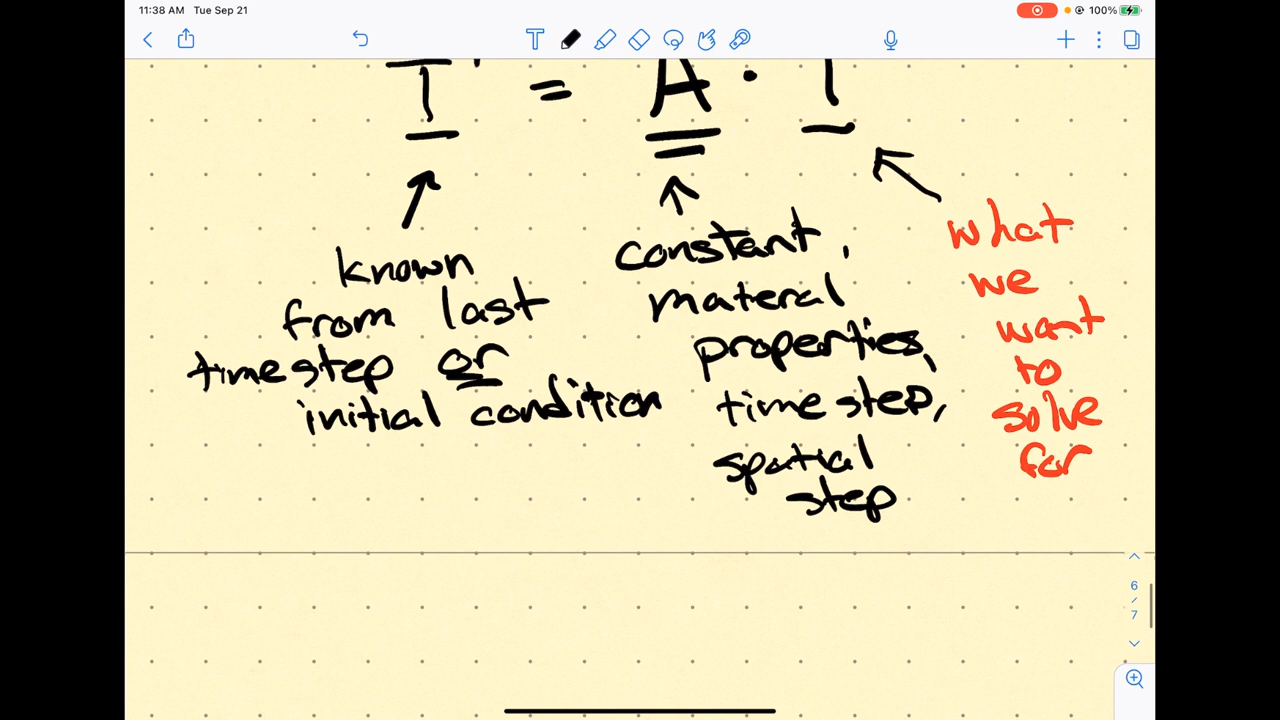 11:38 AM Tue Sep 21
100%
T = A · T
known
from last
timestep or
initial condition
constant,
materal
properties,
time step,
spatial
step
what
we
want
to
solve
for
6
/
7